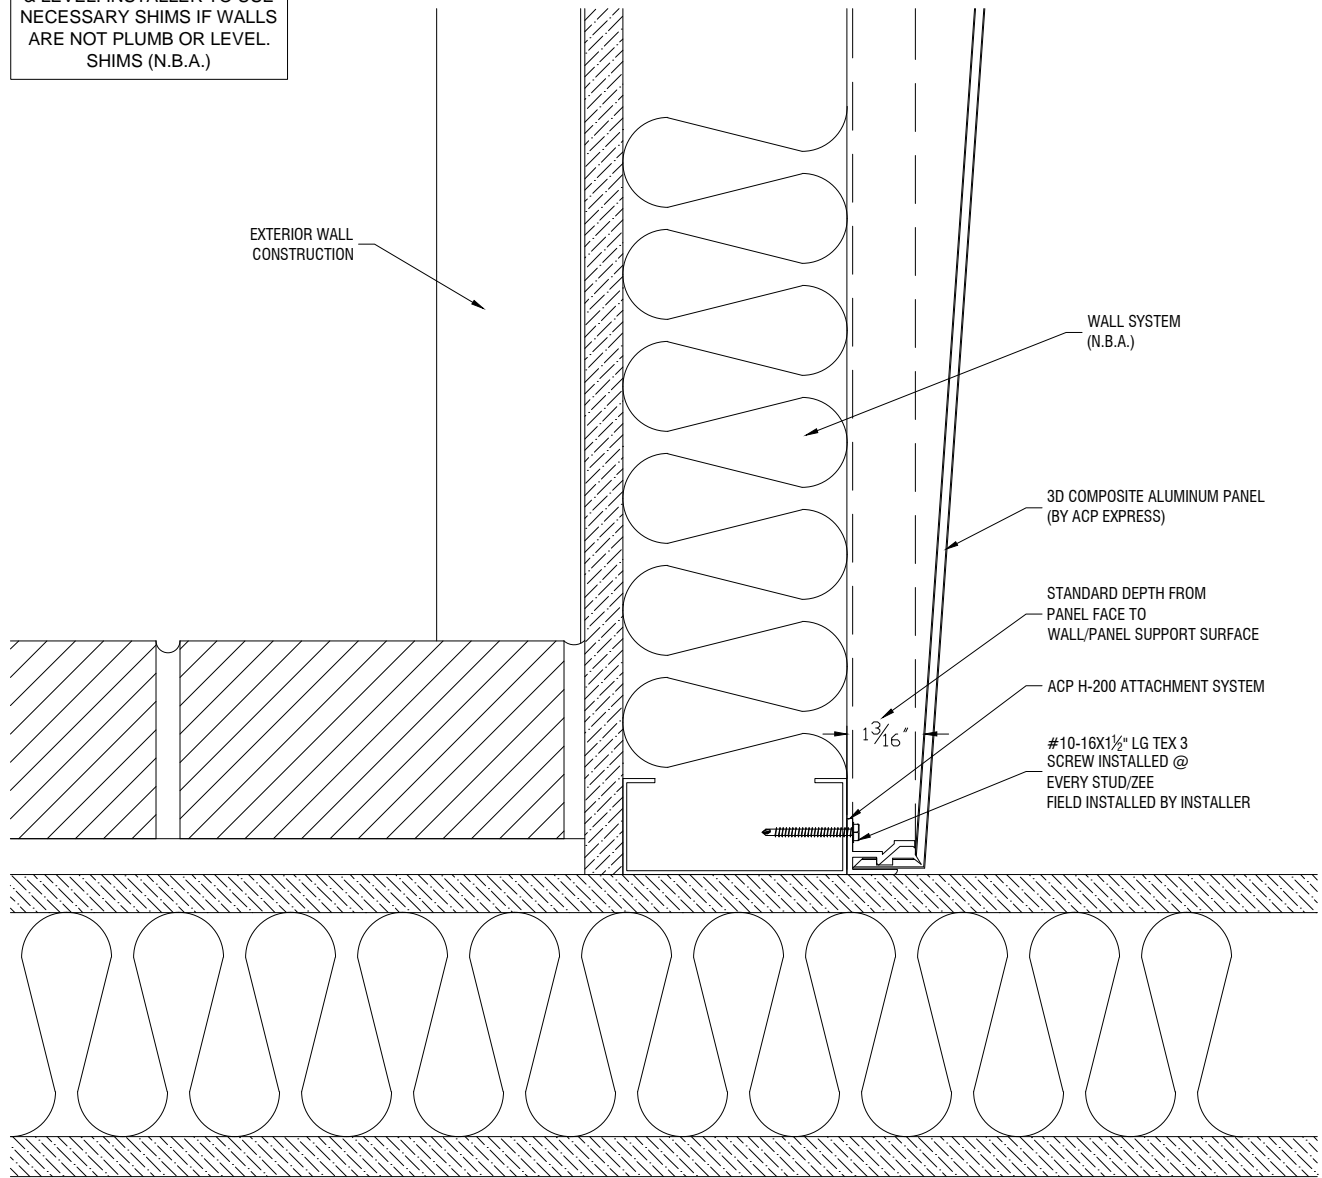 NECESSARY SHIMS IF WALLS
ARE NOT PLUMB OR LEVEL.
SHIMS (N.B.A.)
EXTERIOR WALL
CONSTRUCTION
WALL SYSTEM
(N.B.A.)
3D COMPOSITE ALUMINUM PANEL
(BY ACP EXPRESS)
STANDARD DEPTH FROM
PANEL FACE TO
WALL/PANEL SUPPORT SURFACE
ACP H-200 ATTACHMENT SYSTEM
1 3/16"
#10-16X1½" LG TEX 3
SCREW INSTALLED @
EVERY STUD/ZEE
FIELD INSTALLED BY INSTALLER